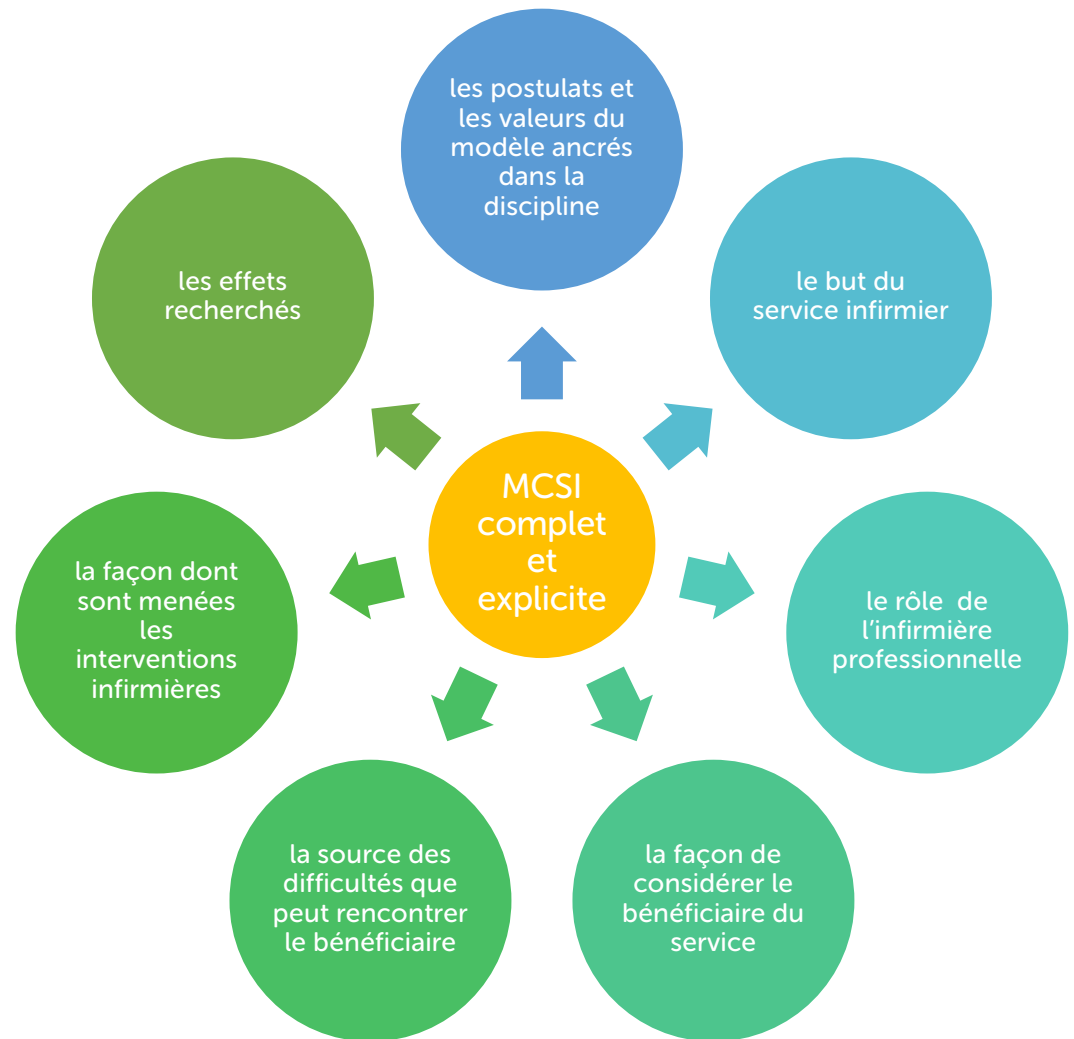 les postulats et
les valeurs du
modèle ancrés
dans la
discipline
le but du
service infirmier
le rôle de
l'infirmière
professionnelle
la façon de
considérer le
bénéficiaire du
service
la source des
difficultés que
peut rencontrer
le bénéficiaire
la façon dont
sont menées
les
interventions
infirmières
les effets
recherchés
MCSI
complet
et
explicite